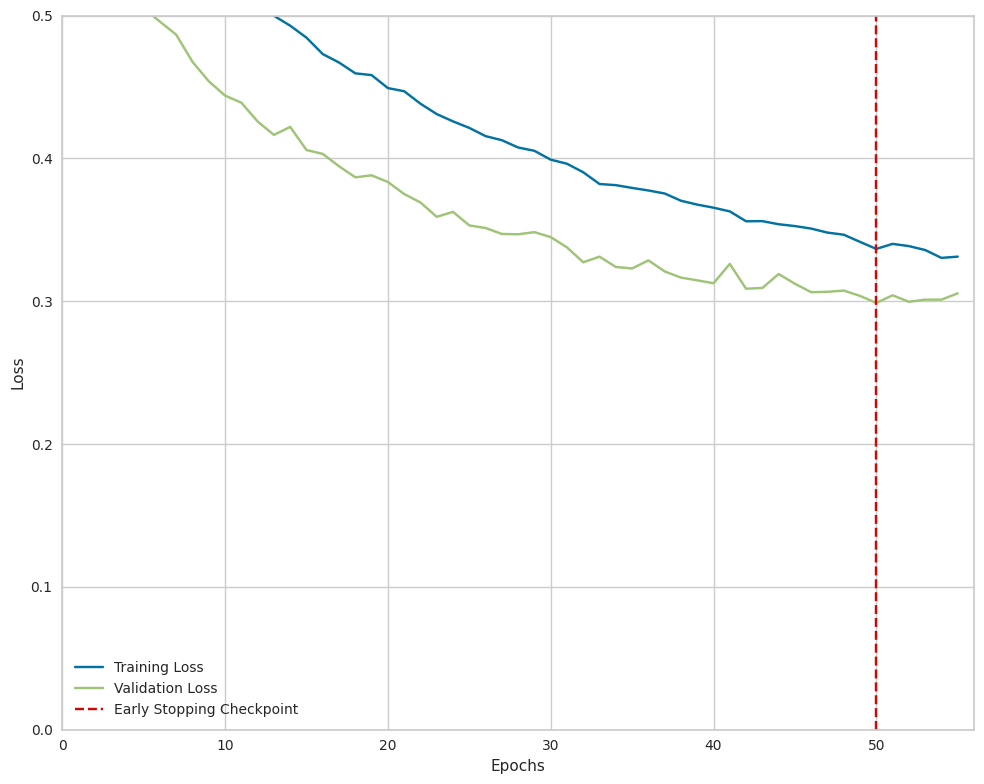 0.5
0.4
0.3
0.2
0.1
0.0
Loss
Training Loss
Validation Loss
Early Stopping Checkpoint
0 10 20 30 40 50
Epochs